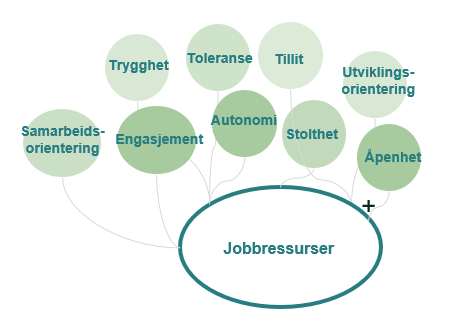 Trygghet
Toleranse
Tillit
Utviklings-
orientering
Samarbeids-
orientering
Engasjement
Autonomi
Stolthet
Åpenhet
+
Jobbressurser